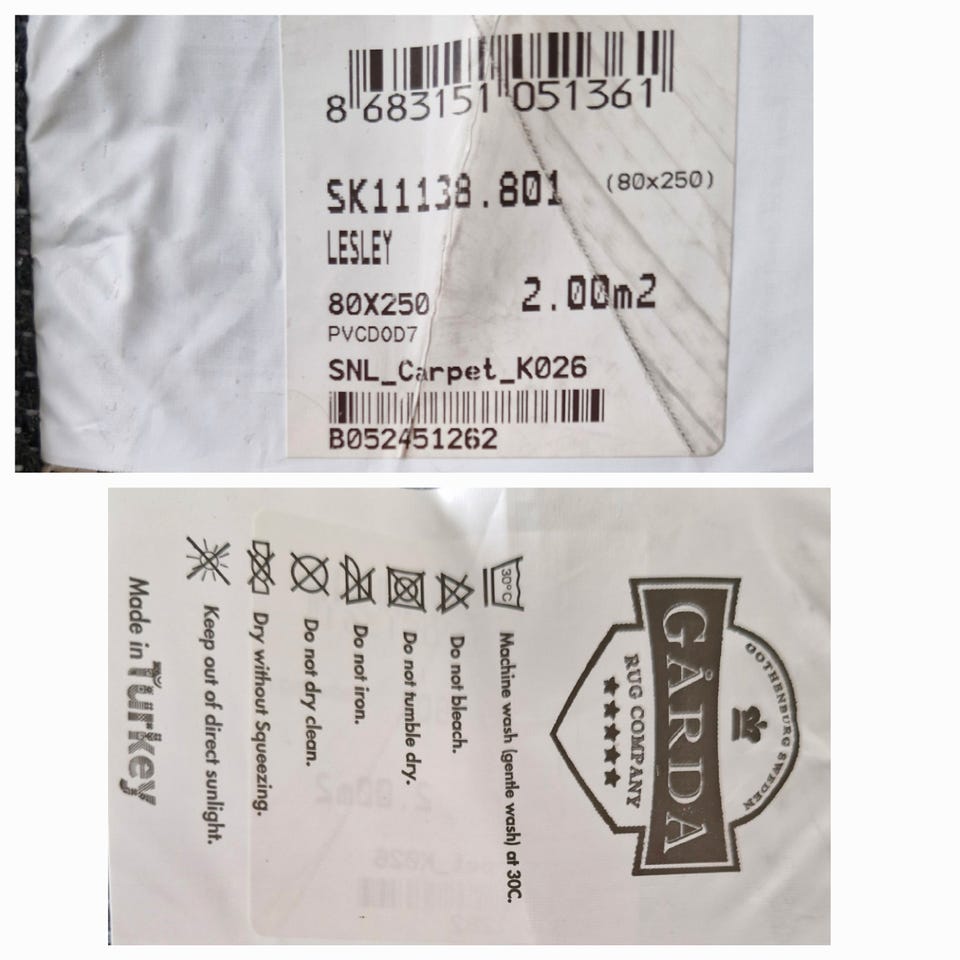 8 683151 051361
SK11138.801 (80x250)
LESLEY
80X250 2.00m2
PVCDOD7
SNL_Carpet_K026
B052451262
GOTHENBURG SWEDEN
GÅRDA
RUG COMPANY
30°C Machine wash (gentle wash) at 30C.
Do not bleach.
Do not tumble dry.
Do not iron.
Do not dry clean.
Dry without Squeezing.
Keep out of direct sunlight.
Made in Turkey